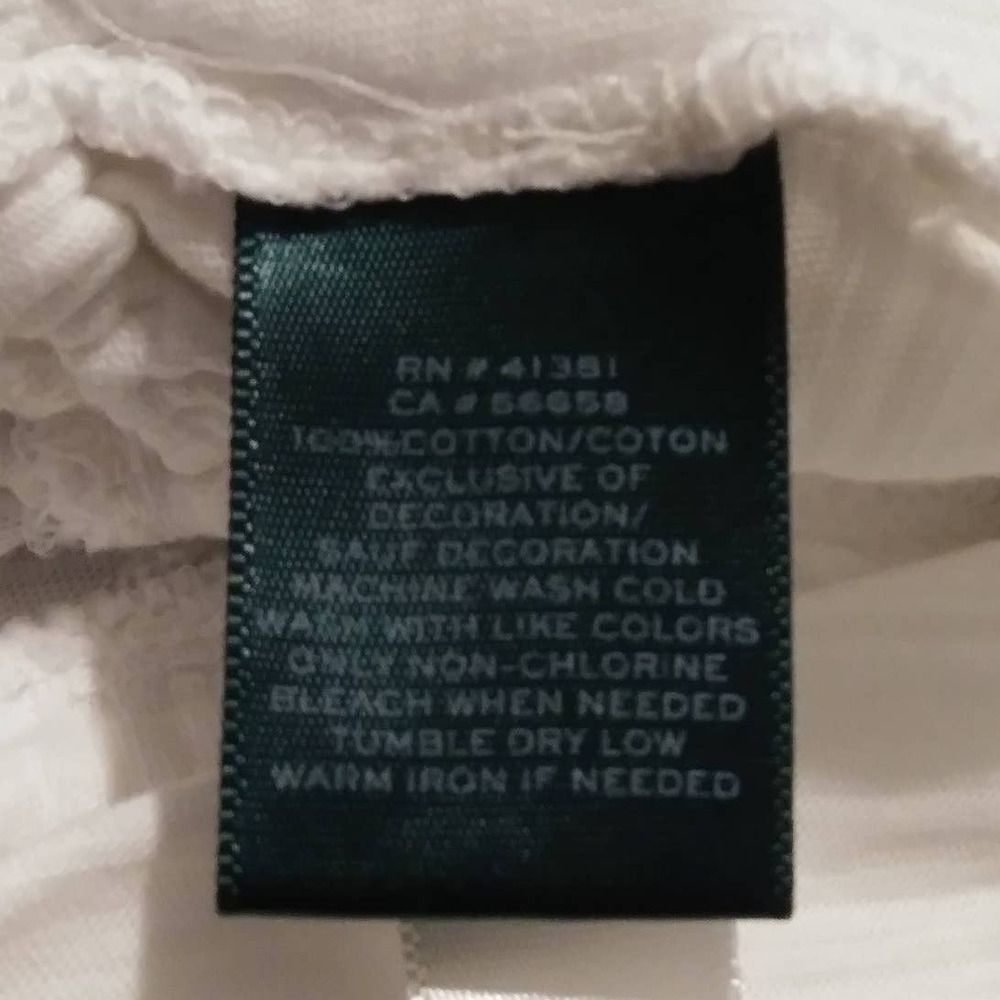 RN # 41381
CA # 56658
100% COTTON/COTON
EXCLUSIVE OF
DECORATION/
SAUF DECORATION
MACHINE WASH COLD
WASH WITH LIKE COLORS
ONLY NON-CHLORINE
BLEACH WHEN NEEDED
TUMBLE DRY LOW
WARM IRON IF NEEDED